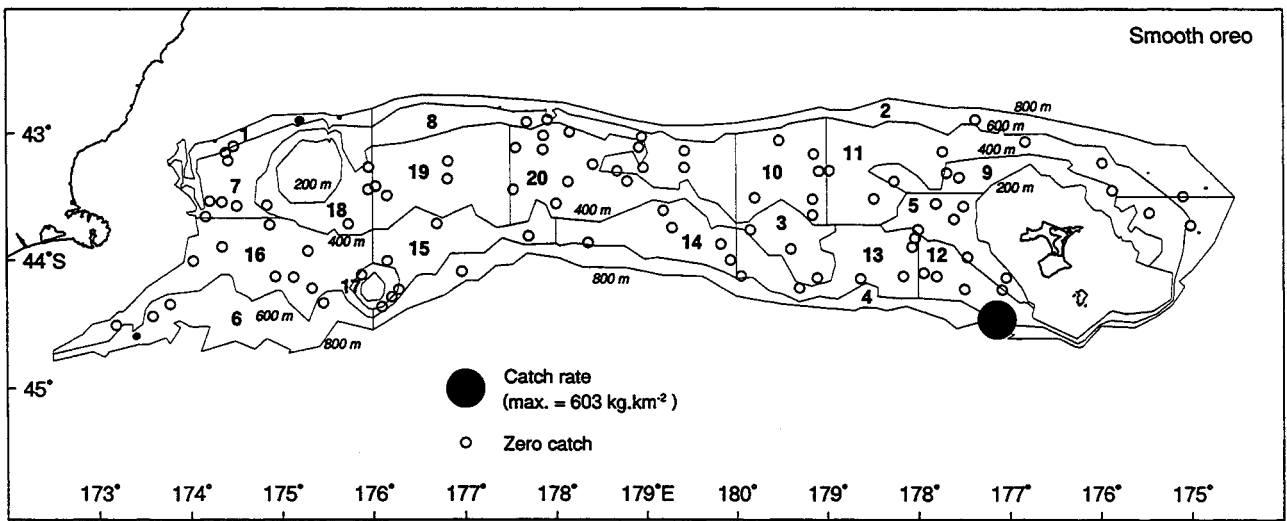 Smooth oreo
800 m
2
600 m
43°
1
8
400 m
11
9
7
200 m
19
20
10
200 m
18
400 m
5
400 m
3
16
15
14
13
12
44°S
17
800 m
4
6
600 m
800 m
800 m
45°
Catch rate
(max. = 603 kg.km⁻²)
Zero catch
173° 174° 175° 176° 177° 178° 179°E 180° 179° 178° 177° 176° 175°